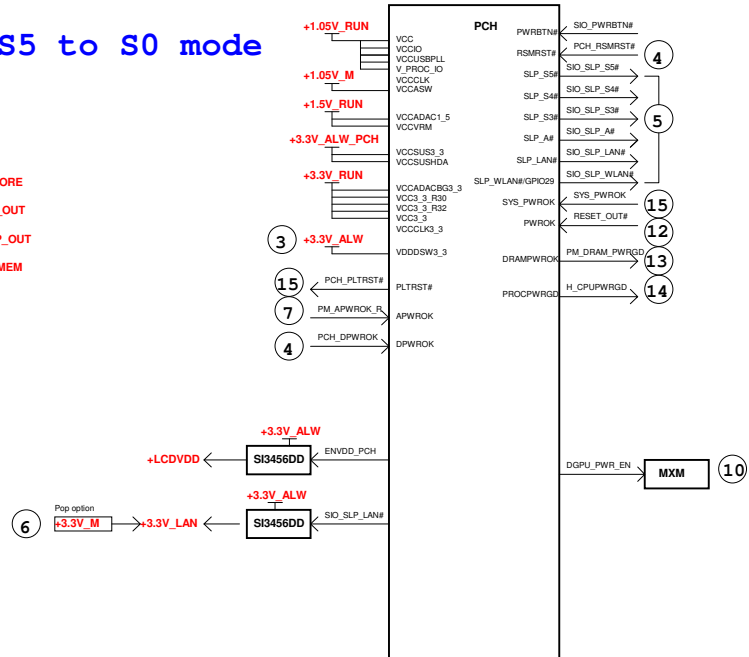 S5 to S0 mode
ORE
_OUT
P_OUT
MEM
+1.05V_RUN
VCC
VCCIO
VCCUSBPLL
V_PROC_IO
VCCCLK
+1.05V_M
VCCASW
+1.5V_RUN
VCCADAC1_5
VCCVRM
+3.3V_ALW_PCH
VCCSUS3_3
VCCSUSHDA
+3.3V_RUN
VCCADACBG3_3
VCC3_3_R30
VCC3_3_R32
VCC3_3
VCCCLK3_3
3 +3.3V_ALW
VDDDSW3_3
15 PCH_PLTRST# PLTRST#
7 PM_APWROK_R APWROK
4 PCH_DPWROK DPWROK
PCH
PWRBTN# SIO_PWRBTN#
RSMRST# PCH_RSMRST# 4
SLP_S5# SIO_SLP_S5#
SLP_S4# SIO_SLP_S4#
SLP_S3# SIO_SLP_S3# 5
SLP_A# SIO_SLP_A#
SLP_LAN# SIO_SLP_LAN#
SLP_WLAN#/GPIO29 SIO_SLP_WLAN#
SYS_PWROK SYS_PWROK 15
PWROK RESET_OUT# 12
DRAMPWROK PM_DRAM_PWRGD 13
PROCPWRGD H_CPUPWRGD 14
+3.3V_ALW
+LCDVDD SI3456DD ENVDD_PCH
DGPU_PWR_EN MXM 10
+3.3V_ALW
Pop option
6 +3.3V_M +3.3V_LAN SI3456DD SIO_SLP_LAN#